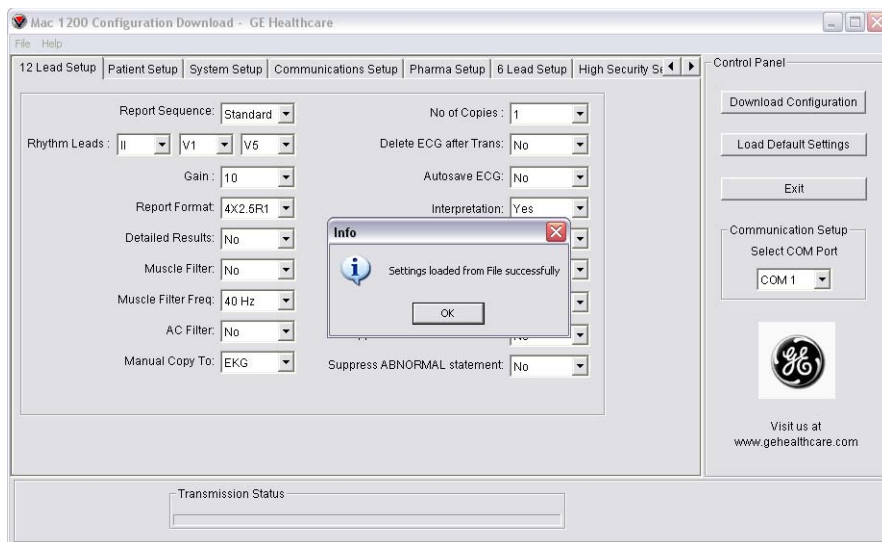 Mac 1200 Configuration Download - GE Healthcare
File Help
12 Lead Setup Patient Setup System Setup Communications Setup Pharma Setup 6 Lead Setup High Security Se
Report Sequence: Standard
Rhythm Leads : II V1 V5
Gain : 10
Report Format: 4X2.5R1
Detailed Results: No
Muscle Filter: No
Muscle Filter Freq: 40 Hz
AC Filter: No
Manual Copy To: EKG
No of Copies : 1
Delete ECG after Trans: No
Autosave ECG: No
Interpretation: Yes
Suppress ABNORMAL statement: No
Info
Settings loaded from File successfully
OK
Control Panel
Download Configuration
Load Default Settings
Exit
Communication Setup
Select COM Port
COM 1
GE
Visit us at
www.gehealthcare.com
Transmission Status